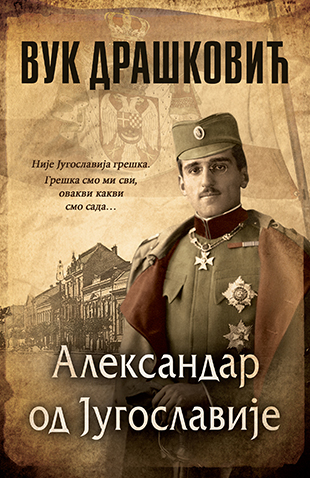 ВУК ДРАШКОВИЋ
Није Југославија грешка.
Грешка смо ми сви,
овакви какви
смо сада...
Александар
од Југославије